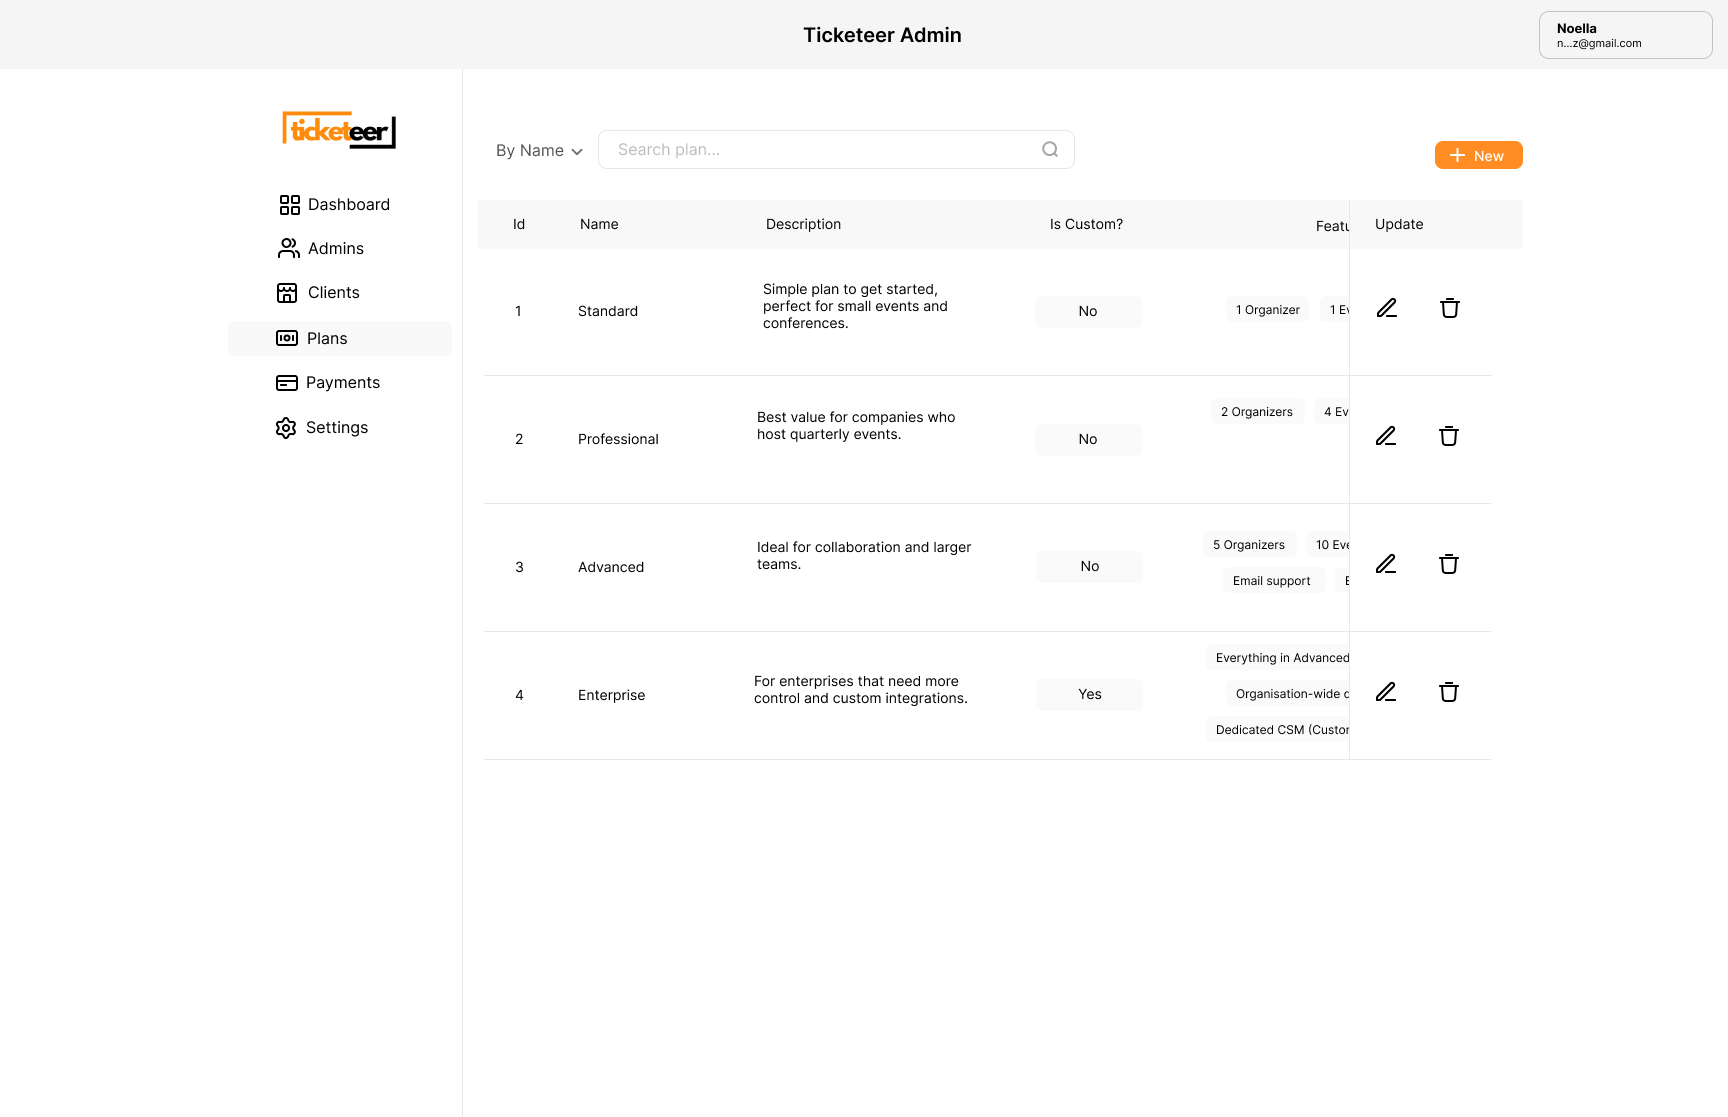 Ticketeer Admin
Noella
n...z@gmail.com
ticketeer
Dashboard
Admins
Clients
Plans
Payments
Settings
By Name
Search plan...
New
Id
Name
Description
Is Custom?
Featu
Update
1
Standard
Simple plan to get started,
perfect for small events and
conferences.
No
1 Organizer
1 Ev
2
Professional
Best value for companies who
host quarterly events.
No
2 Organizers
4 Ev
3
Advanced
Ideal for collaboration and larger
teams.
No
5 Organizers
10 Eve
Email support
4
Enterprise
For enterprises that need more
control and custom integrations.
Yes
Everything in Advanced
Organisation-wide
Dedicated CSM (Custom